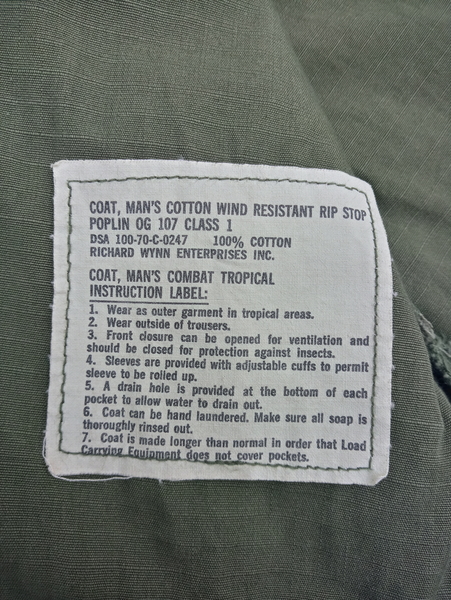 COAT, MAN'S COTTON WIND RESISTANT RIP STOP
POPLIN OG 107 CLASS 1
DSA 100-70-C-0247 100% COTTON
RICHARD WYNN ENTERPRISES INC.
COAT, MAN'S COMBAT TROPICAL
INSTRUCTION LABEL:
1. Wear as outer garment in tropical areas.
2. Wear outside of trousers.
3. Front closure can be opened for ventilation and
should be closed for protection against insects.
4. Sleeves are provided with adjustable cuffs to permit
sleeve to be rolled up.
5. A drain hole is provided at the bottom of each
pocket to allow water to drain out.
6. Coat can be hand laundered. Make sure all soap is
thoroughly rinsed out.
7. Coat is made longer than normal in order that Load
Carrying Equipment does not cover pockets.